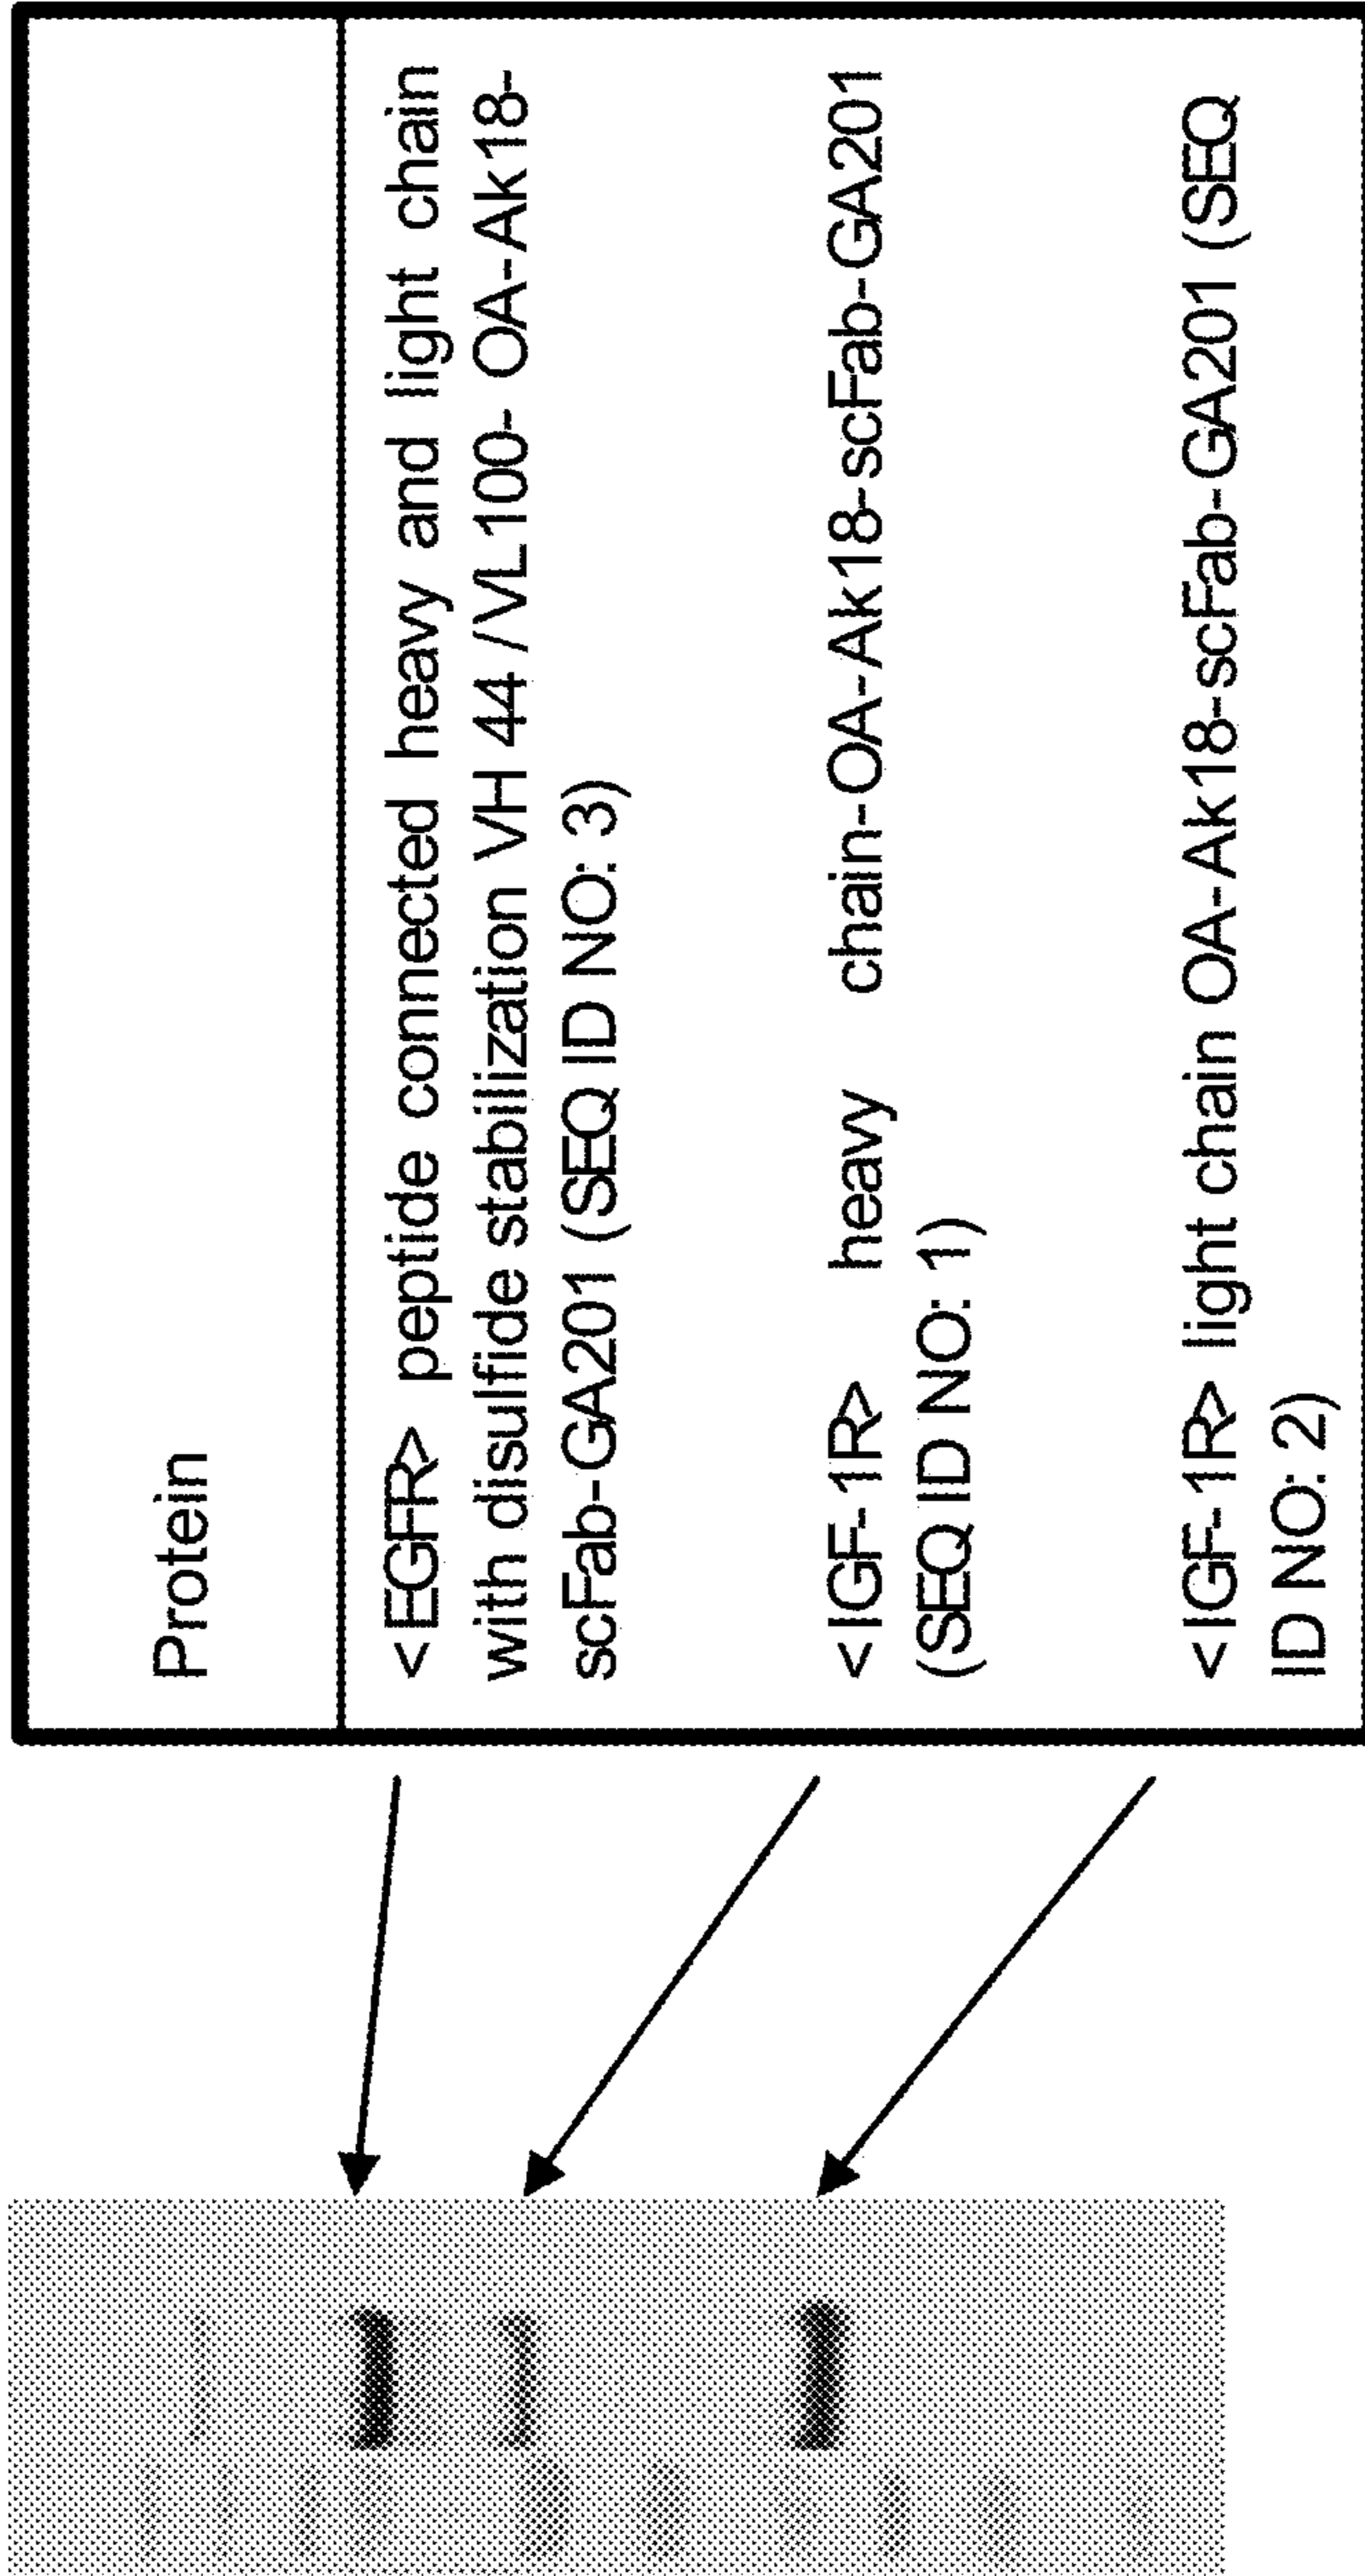 Protein
<EGFR> peptide connected heavy and light chain
with disulfide stabilization VH 44 /VL100- OA-Ak18-
scFab-GA201 (SEQ ID NO: 3)
<IGF-1R> heavy chain-OA-Ak18-scFab-GA201
(SEQ ID NO: 1)
<IGF-1R> light chain OA-Ak18-scFab-GA201 (SEQ
ID NO: 2)